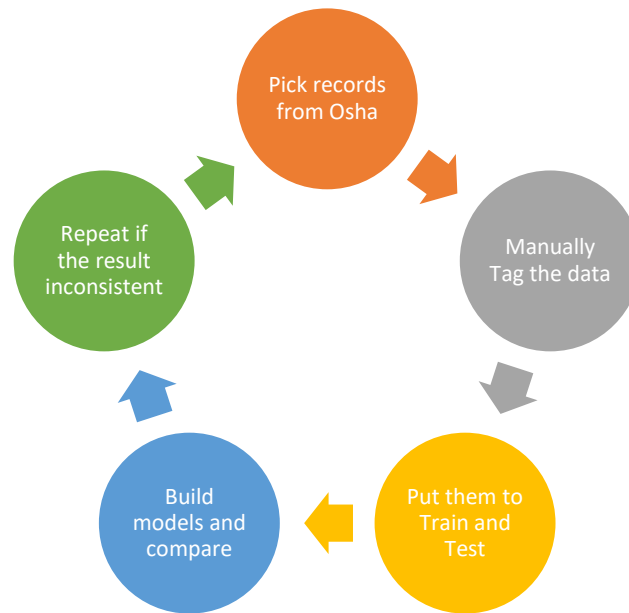 Pick records
from Osha
Manually
Tag the data
Put them to
Train and
Test
Build
models and
compare
Repeat if
the result
inconsistent